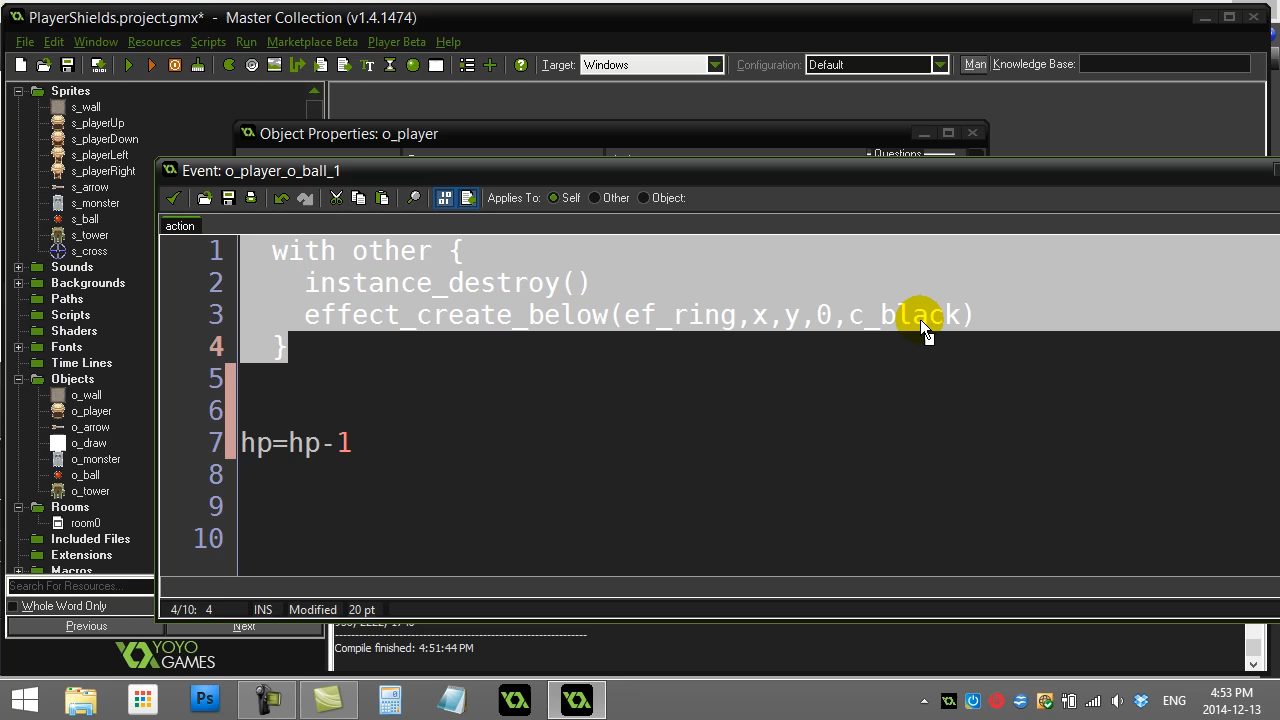 PlayerShields.project.gmx* - Master Collection (v1.4.1474)
File Edit Window Resources Scripts Run Marketplace Beta Player Beta Help
Target: Windows Configuration: Default Man Knowledge Base:
Sprites
s_wall
s_playerUp
s_playerDown
s_playerLeft
s_playerRight
s_arrow
s_monster
s_ball
s_tower
s_cross
Sounds
Backgrounds
Paths
Scripts
Shaders
Fonts
Time Lines
Objects
o_wall
o_player
o_arrow
o_draw
o_monster
o_ball
o_tower
Rooms
room0
Included Files
Extensions
Macros
Search For Resources...
Whole Word Only
Previous Next
YOYO
GAMES
Object Properties: o_player
Questions
Event: o_player_o_ball_1
Applies To: Self Other Object:
action
1 with other {
2 instance_destroy()
3 effect_create_below(ef_ring,x,y,0,c_black)
4 }
5
6
7 hp=hp-1
8
9
10
4/10: 4 INS Modified 20 pt
Compile finished: 4:51:44 PM
Ps ENG 4:53 PM
2014-12-13